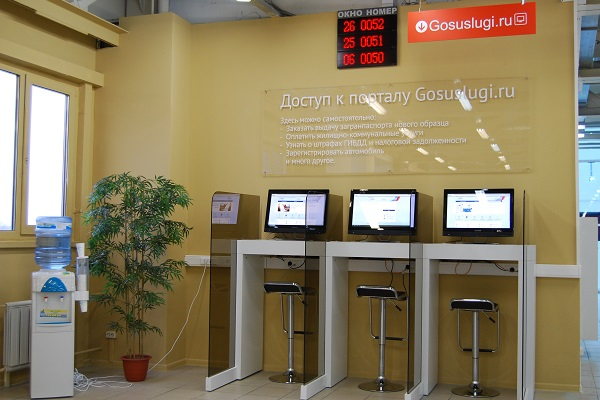 ОКНО НОМЕР
26 0052
25 0051
06 0050
Gosuslugi.ru
Доступ к порталу Gosuslugi.ru
Здесь можно самостоятельно:
- Заказать выдачу загранпаспорта нового образца
- Оплатить жилищно-коммунальные услуги
- Узнать о штрафах ГИБДД и налоговой задолженности
- Зарегистрировать автомобиль
и много другое.